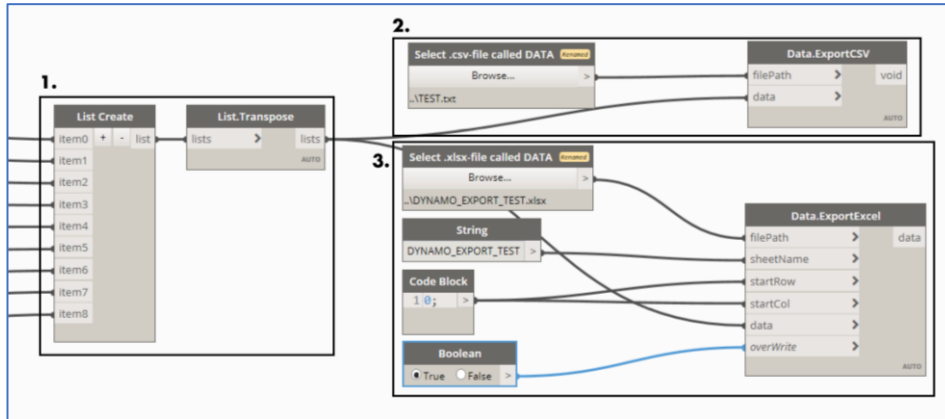 1.
List Create
item0 + - list
item1
item2
item3
item4
item5
item6
item7
item8
List.Transpose
lists > lists
AUTO
2.
Select .csv-file called DATA Renamed
Browse... >
..\TEST.txt
Data.ExportCSV
filePath > void
data >
AUTO
3.
Select .xlsx-file called DATA Renamed
Browse... >
..\DYNAMO_EXPORT_TEST.xlsx
String
DYNAMO_EXPORT_TEST >
Code Block
1 0; >
Boolean
True False >
Data.ExportExcel
filePath > data
sheetName >
startRow >
startCol >
data >
overWrite >
AUTO